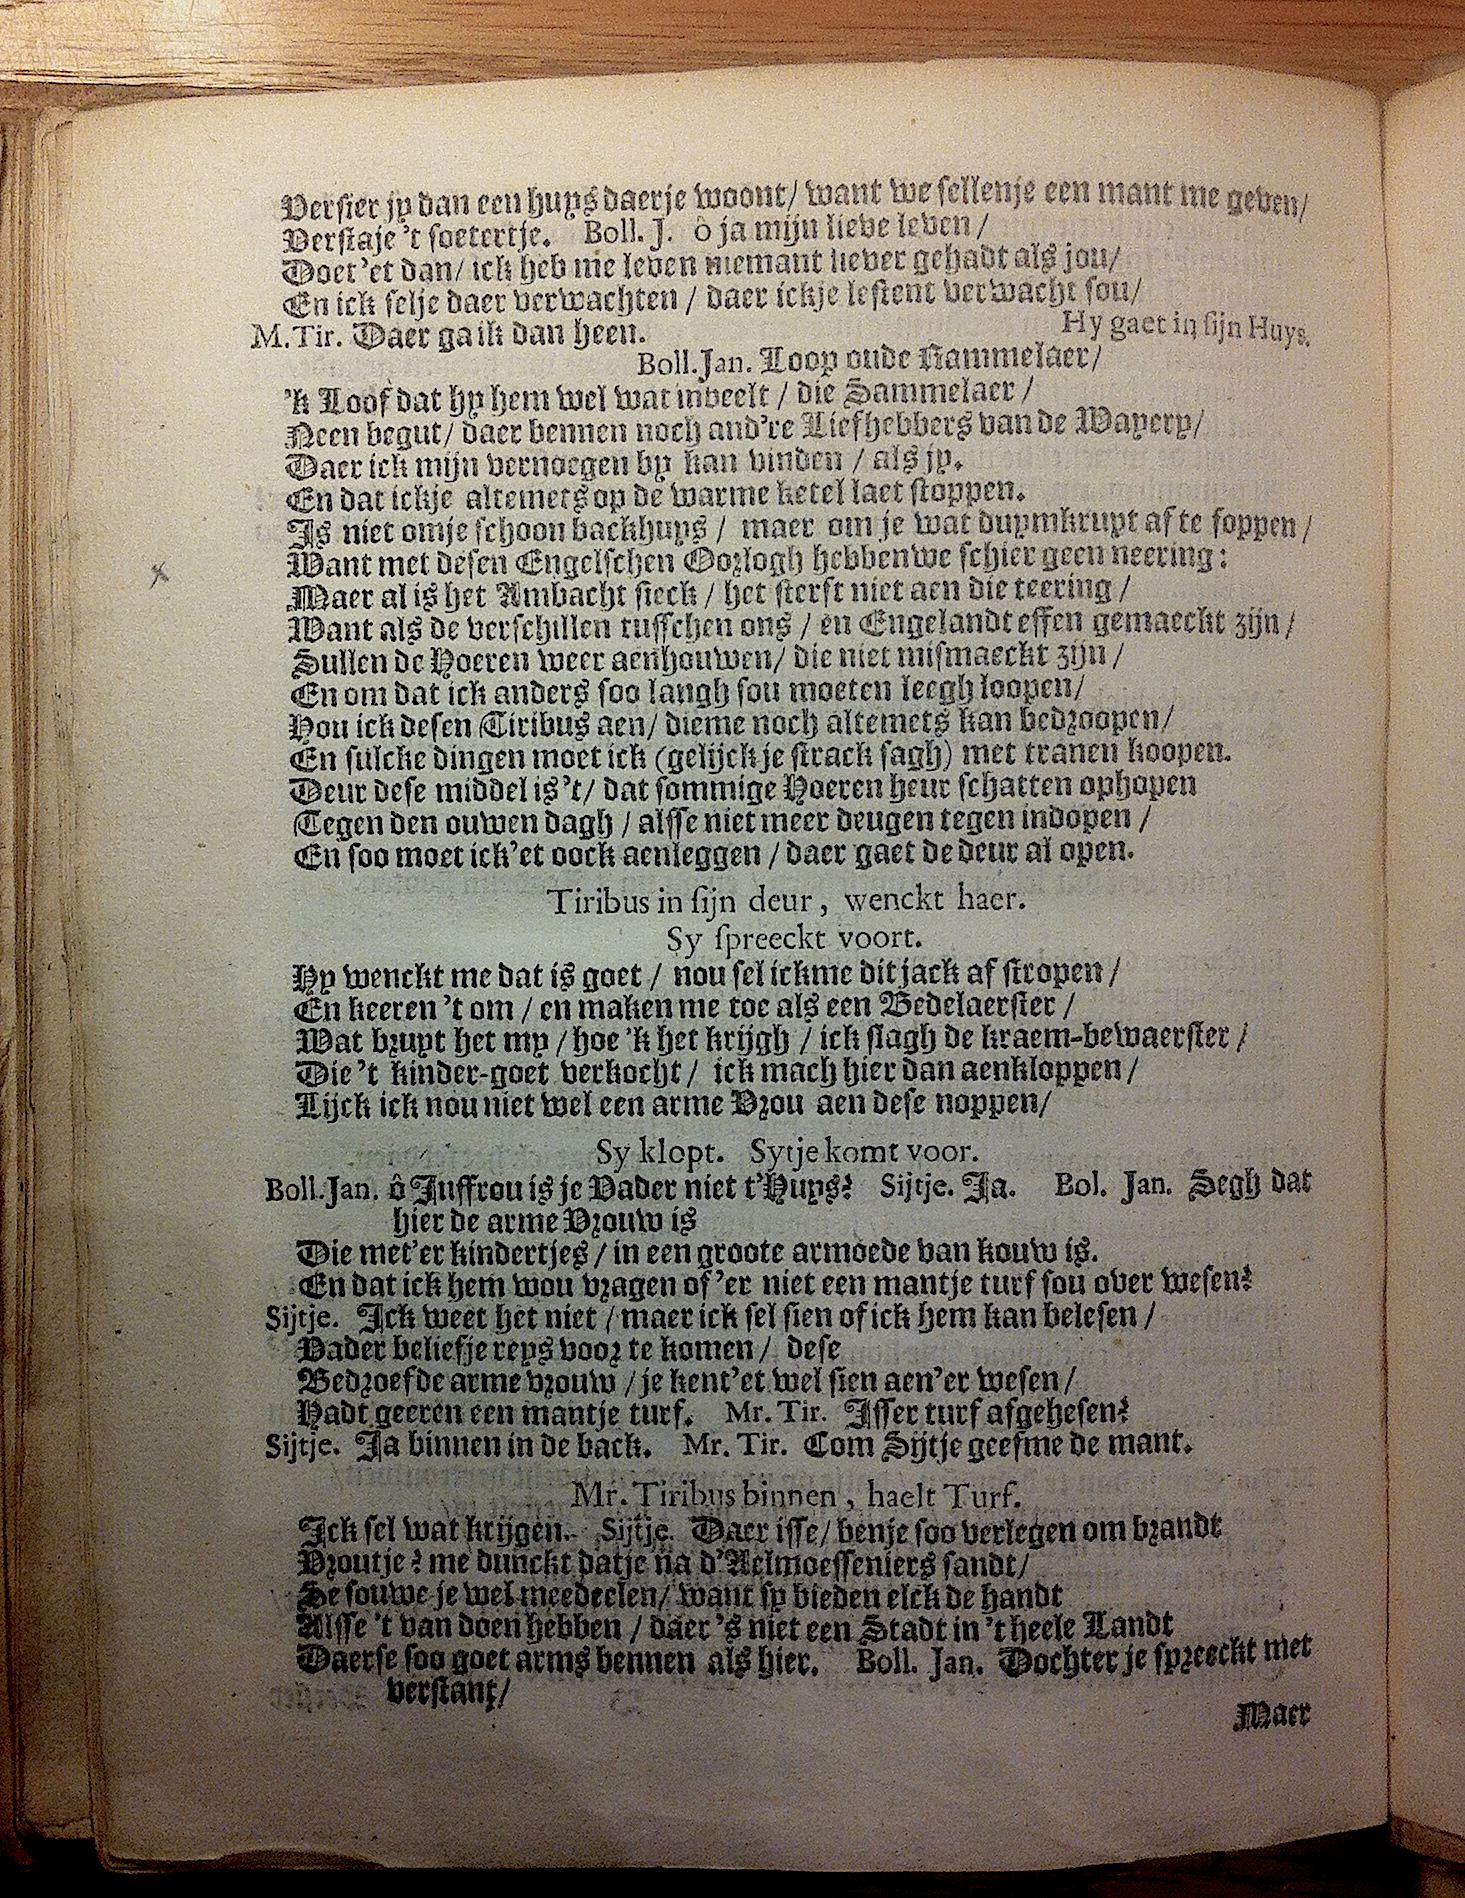 Versier jy dan een huys daerje woont/ want we sellenje een mant me geven/
Verstaje 't soetertje. Boll. J. ô ja mijn lieve leven/
Doet'et dan/ ick heb me leven niemant liever gehadt als jou/
En ick selje daer verwachten / daer ickje lestent verwacht sou/
M.Tir. Daer ga ik dan heen. Hy gaet in sijn Huys.
Boll.Jan. Loop oude Rammelaer/
'k Loof dat hy hem wel wat inbeelt / die Sammelaer /
Neen begut/ daer bennen noch and're Liefhebbers van de Wayery/
Daer ick mijn vernoegen by kan vinden / als jy.
En dat ickje altemets op de warme ketel laet stoppen.
Is niet omje schoon backhuys / maer om je wat duymkruyt af te foppen /
Want met desen Engelschen Oorlogh hebbenwe schier geen neering:
Maer al is het Ambacht sieck / het sterft niet aen die teering /
Want als de verschillen tusschen ons / en Engelandt effen gemaeckt zijn /
Sullen de Hoeren weer aenhouwen/ die niet mismaeckt zijn /
En om dat ick anders soo langh sou moeten leegh loopen/
Hou ick desen Tiribus aen/ dieme noch altemets kan bedroopen/
En sulcke dingen moet ick (gelijck je strack sagh) met tranen koopen.
Deur dese middel is 't/ dat sommige Hoeren heur schatten ophopen
Tegen den ouwen dagh / alsse niet meer deugen tegen indopen /
En soo moet ick'et oock aenleggen / daer gaet de deur al open.
Tiribus in sijn deur, wenckt haer.
Sy spreeckt voort.
Hy wenckt me dat is goet / nou sel ickme dit jack af stropen /
En keeren 't om / en maken me toe als een Bedelaerster /
Wat bruyt het my / hoe 'k het krijgh / ick slagh de kraem-bewaerster /
Die 't kinder-goet verkocht / ick mach hier dan aenkloppen /
Lijck ick nou niet wel een arme Vrou aen dese noppen/
Sy klopt. Sytje komt voor.
Boll.Jan. ô Juffrou is je Vader niet t'Huys? Sijtje. Ja. Bol. Jan. Segh dat
hier de arme Vrouw is
Die met'er kindertjes / in een groote armoede van kouw is.
En dat ick hem wou vragen of 'er niet een mantje turf sou over wesen?
Sijtje. Ick weet het niet / maer ick sel sien of ick hem kan belesen /
Vader beliefje reys voor te komen / dese
Bedroefde arme vrouw / je kent'et wel sien aen'er wesen /
Hadt geeren een mantje turf. Mr. Tir. Isser turf afgehesen?
Sijtje. Ja binnen in de back. Mr. Tir. Com Sijtje geefme de mant.
Mr. Tiribus binnen, haelt Turf.
Ick sel wat krijgen. Sijtje. Daer isse/ benje soo verlegen om brandt
Vroutje? me dunckt datje na d'Aelmoesseniers sandt/
Se souwe je wel meedeelen/ want sy bieden elck de handt
Alsse 't van doen hebben / daer 's niet een Stadt in 't heele Landt
Daerse soo goet arms bennen als hier. Boll. Jan. Dochter je spreeckt met
verstant/
Maer